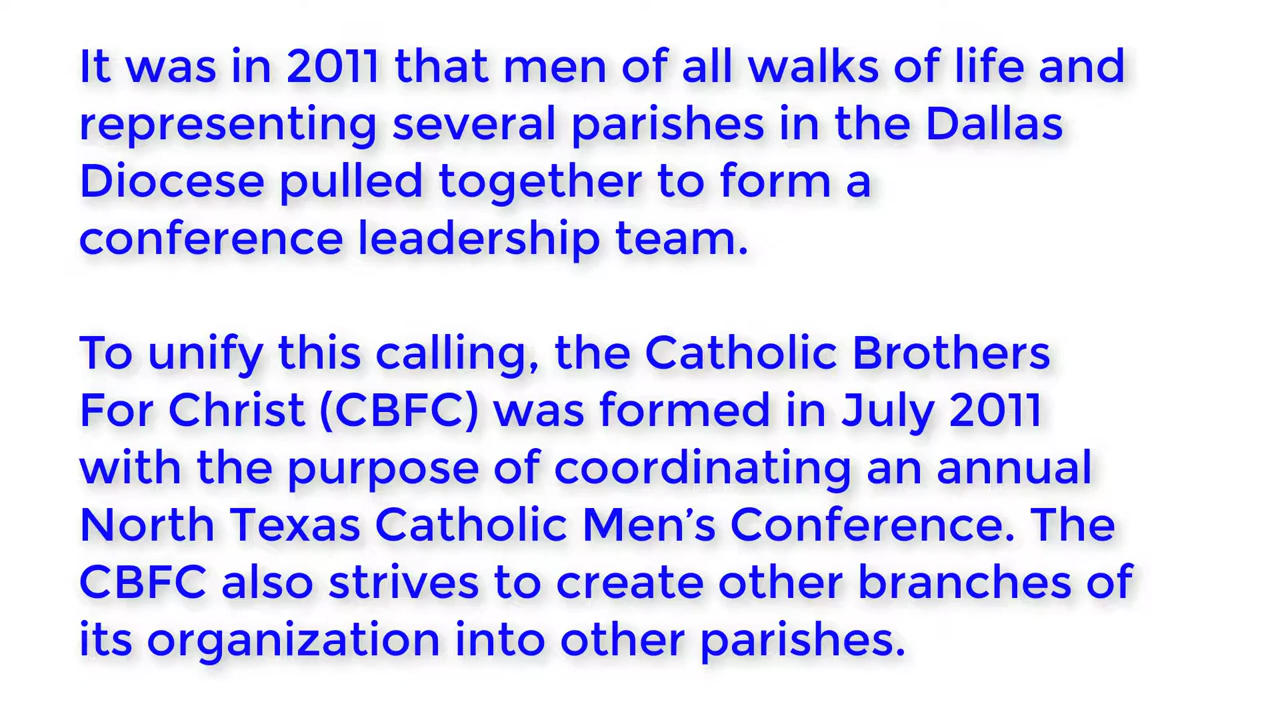 It was in 2011 that men of all walks of life and
representing several parishes in the Dallas
Diocese pulled together to form a
conference leadership team.
To unify this calling, the Catholic Brothers
For Christ (CBFC) was formed in July 2011
with the purpose of coordinating an annual
North Texas Catholic Men’s Conference. The
CBFC also strives to create other branches of
its organization into other parishes.